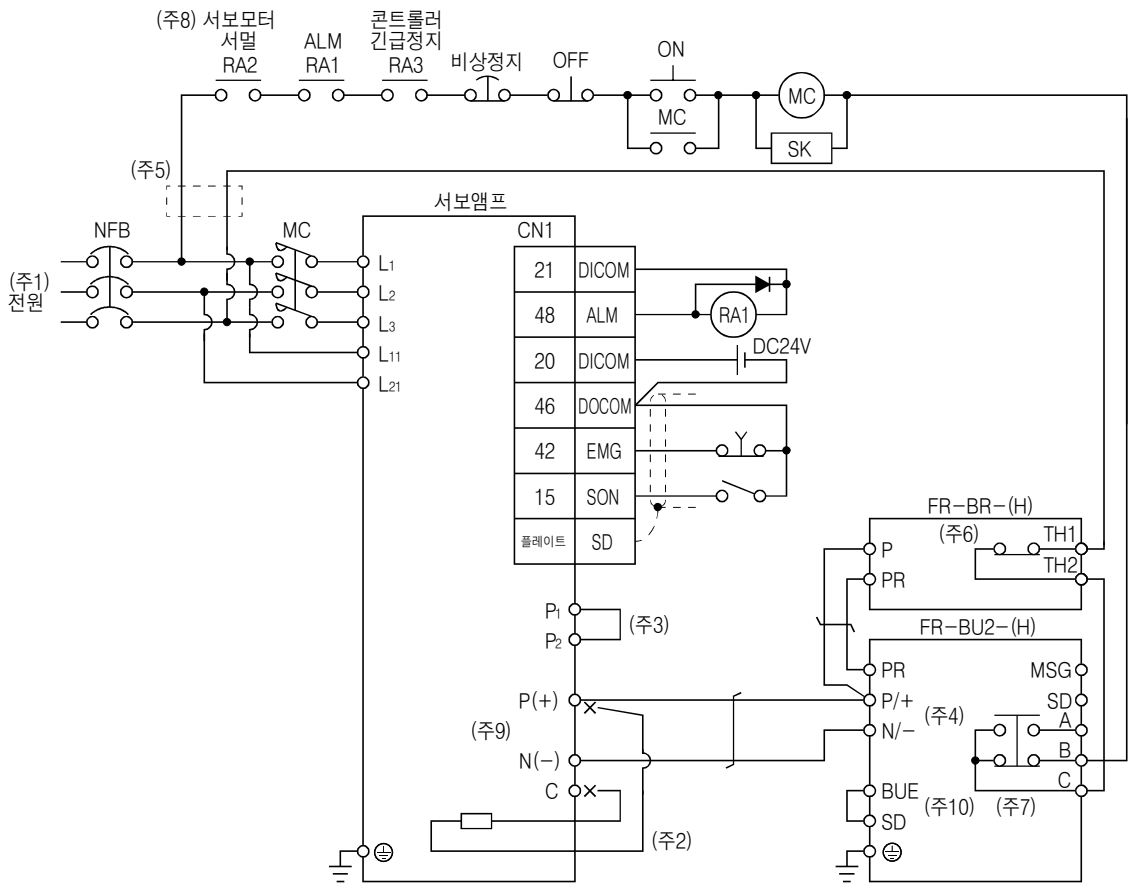 (주8) 서보모터
서멀
RA2
ALM
RA1
콘트롤러
긴급정지
RA3
비상정지
OFF
ON
MC
MC
SK
(주5)
서보앰프
NFB
MC
(주1)
전원
L1
L2
L3
L11
L21
CN1
21 DICOM
48 ALM
20 DICOM
46 DOCOM
42 EMG
15 SON
플레이트 SD
RA1
DC24V
P1
P2
(주3)
P(+)
(주9)
N(-)
C
(주2)
FR-BR-(H)
(주6)
P
PR
TH1
TH2
FR-BU2-(H)
PR
P/+
(주4)
N/-
BUE
SD
(주10)
(주7)
MSG
SD
A
B
C